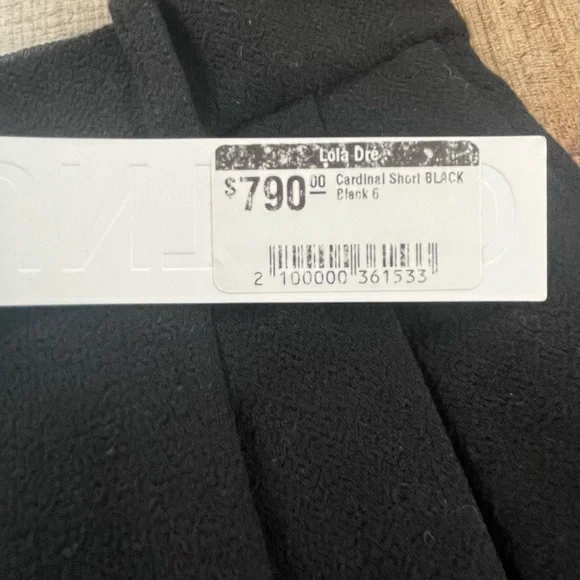 Lola Dre
$790.00 Cardinal Short BLACK
Black 6
2 100000 361533